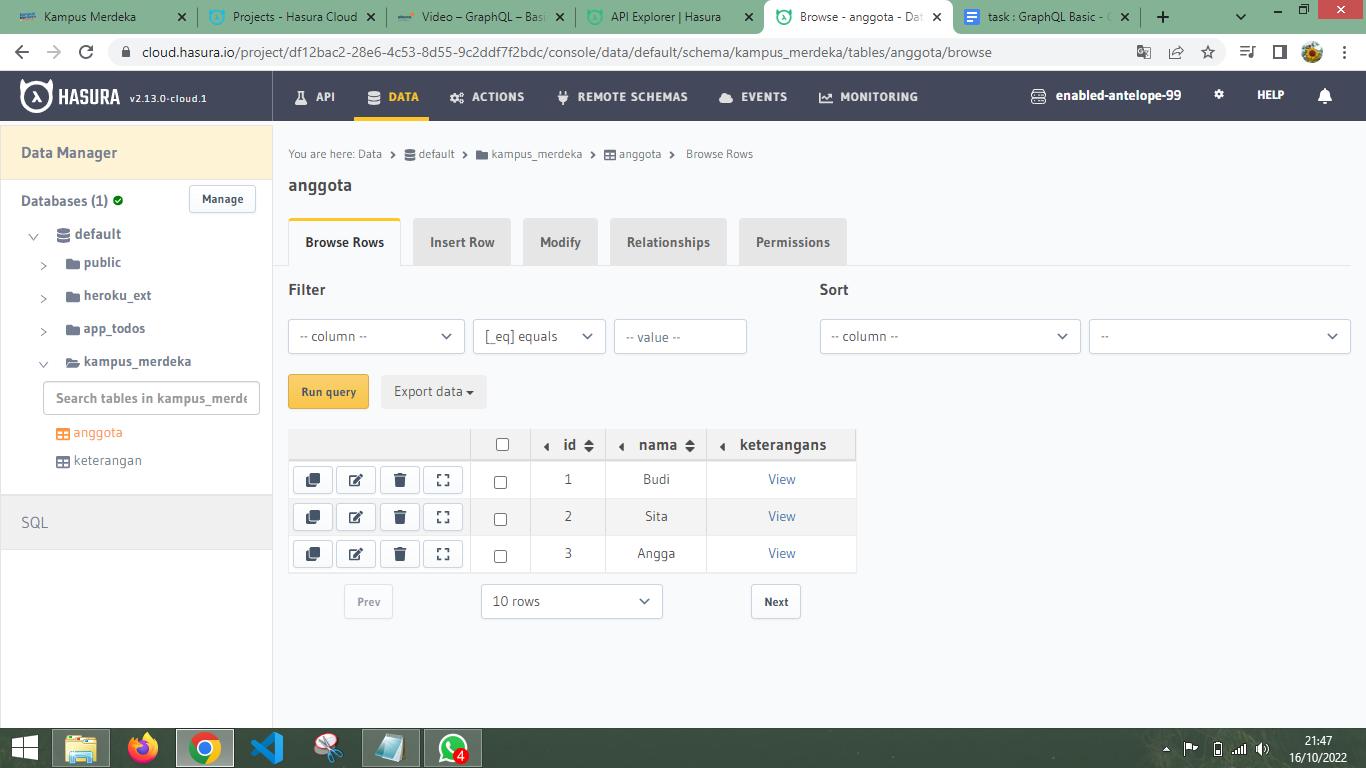 Kampus Merdeka
Projects - Hasura Cloud
Video – GraphQL – Basi
API Explorer | Hasura
Browse - anggota - Dat
task : GraphQL Basic - G
cloud.hasura.io/project/df12bac2-28e6-4c53-8d55-9c2ddf7f2bdc/console/data/default/schema/kampus_merdeka/tables/anggota/browse
HASURA v2.13.0-cloud.1
API DATA ACTIONS REMOTE SCHEMAS EVENTS MONITORING
enabled-antelope-99 HELP
Data Manager
Databases (1) Manage
default
public
heroku_ext
app_todos
kampus_merdeka
Search tables in kampus_merde
anggota
keterangan
SQL
You are here: Data > default > kampus_merdeka > anggota > Browse Rows
anggota
Browse Rows Insert Row Modify Relationships Permissions
Filter Sort
-- column -- [_eq] equals -- value -- -- column -- --
Run query Export data
id nama keterangans
1 Budi View
2 Sita View
3 Angga View
Prev 10 rows Next
4
21:47
16/10/2022